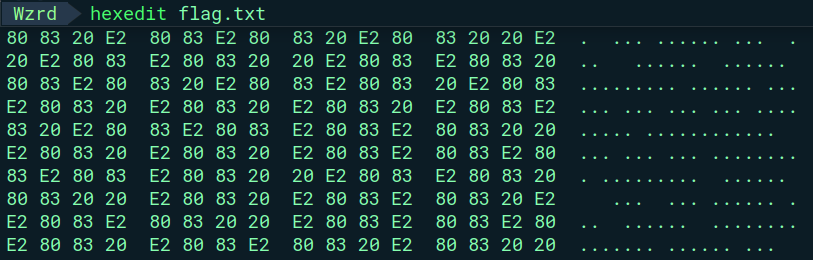 Wzrd hexedit flag.txt
80 83 20 E2 80 83 E2 80 83 20 E2 80 83 20 20 E2 . ... ...... ... .
20 E2 80 83 E2 80 83 20 20 E2 80 83 E2 80 83 20 .. ...... ......
80 83 E2 80 83 20 E2 80 83 E2 80 83 20 E2 80 83 ......... ...... ...
E2 80 83 20 E2 80 83 20 E2 80 83 20 E2 80 83 E2 ... ... ... ... ....
83 20 E2 80 83 E2 80 83 E2 80 83 E2 80 83 20 20 ..... ...... ...........
E2 80 83 20 E2 80 83 20 E2 80 83 E2 80 83 E2 80 ... ... ... ........
83 E2 80 83 E2 80 83 20 20 E2 80 83 E2 80 83 20 . ......... ......
80 83 20 20 E2 80 83 20 E2 80 83 E2 80 83 20 E2 ... ... ....... .
E2 80 83 E2 80 83 20 20 E2 80 83 E2 80 83 E2 80 .. ...... ........
E2 80 83 20 E2 80 83 E2 80 83 20 E2 80 83 20 20 ....... ...... ...